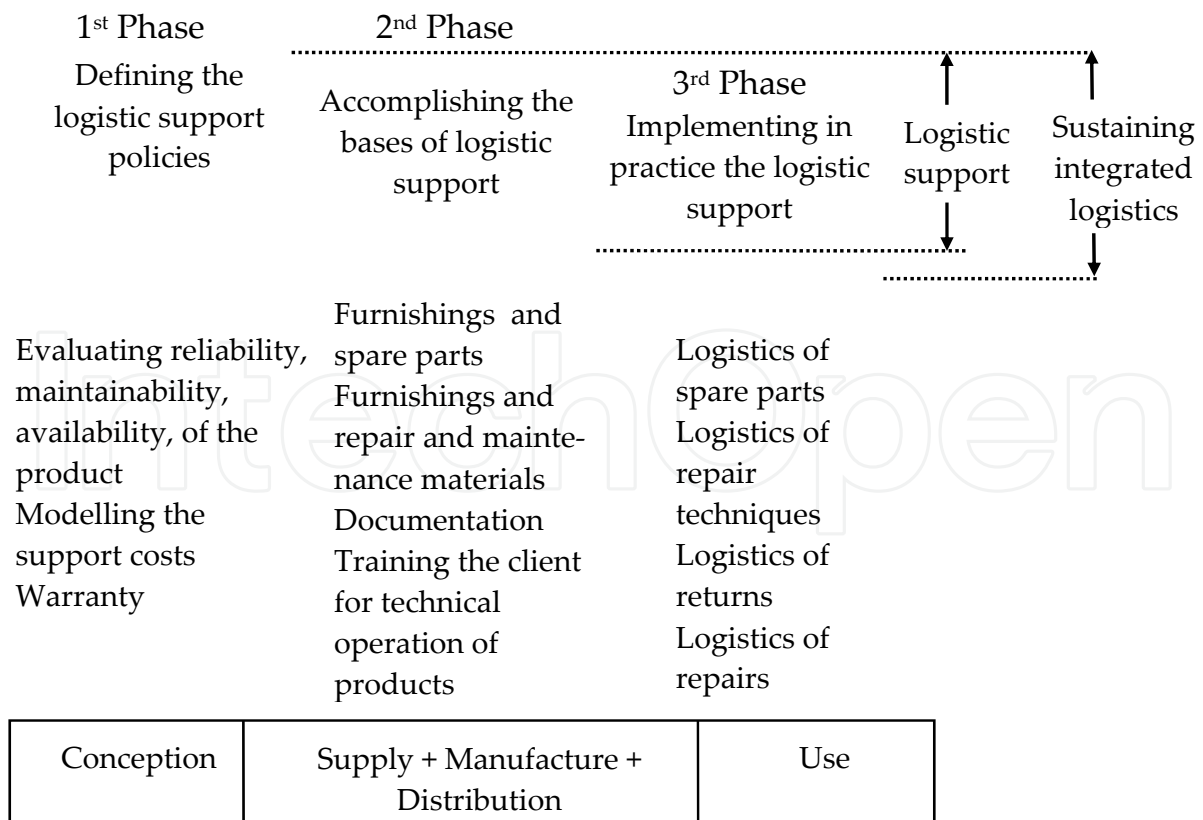 1st Phase
Defining the
logistic support
policies
2nd Phase
Accomplishing the
bases of logistic
support
3rd Phase
Implementing in
practice the logistic
support
Logistic
support
Sustaining
integrated
logistics
Evaluating reliability,
maintainability,
availability, of the
product
Modelling the
support costs
Warranty
Furnishings and
spare parts
Furnishings and
repair and mainte-
nance materials
Documentation
Training the client
for technical
operation of
products
Logistics of
spare parts
Logistics of
repair
techniques
Logistics of
returns
Logistics of
repairs
IntechOpen
Conception
Supply + Manufacture +
Distribution
Use